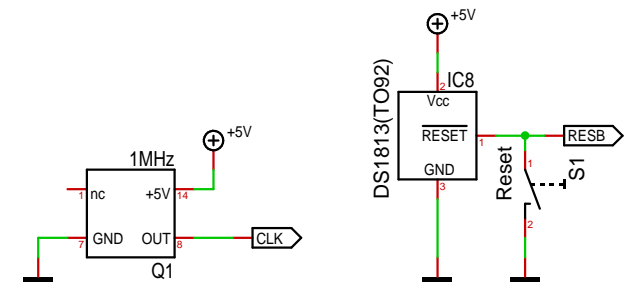 +5V
1MHz
1
nc
+5V
14
7
GND
OUT
8
CLK
Q1
+5V
2
IC8
Vcc
DS1813(TO92)
RESET
1
RESB
GND
3
Reset
1
S1
2